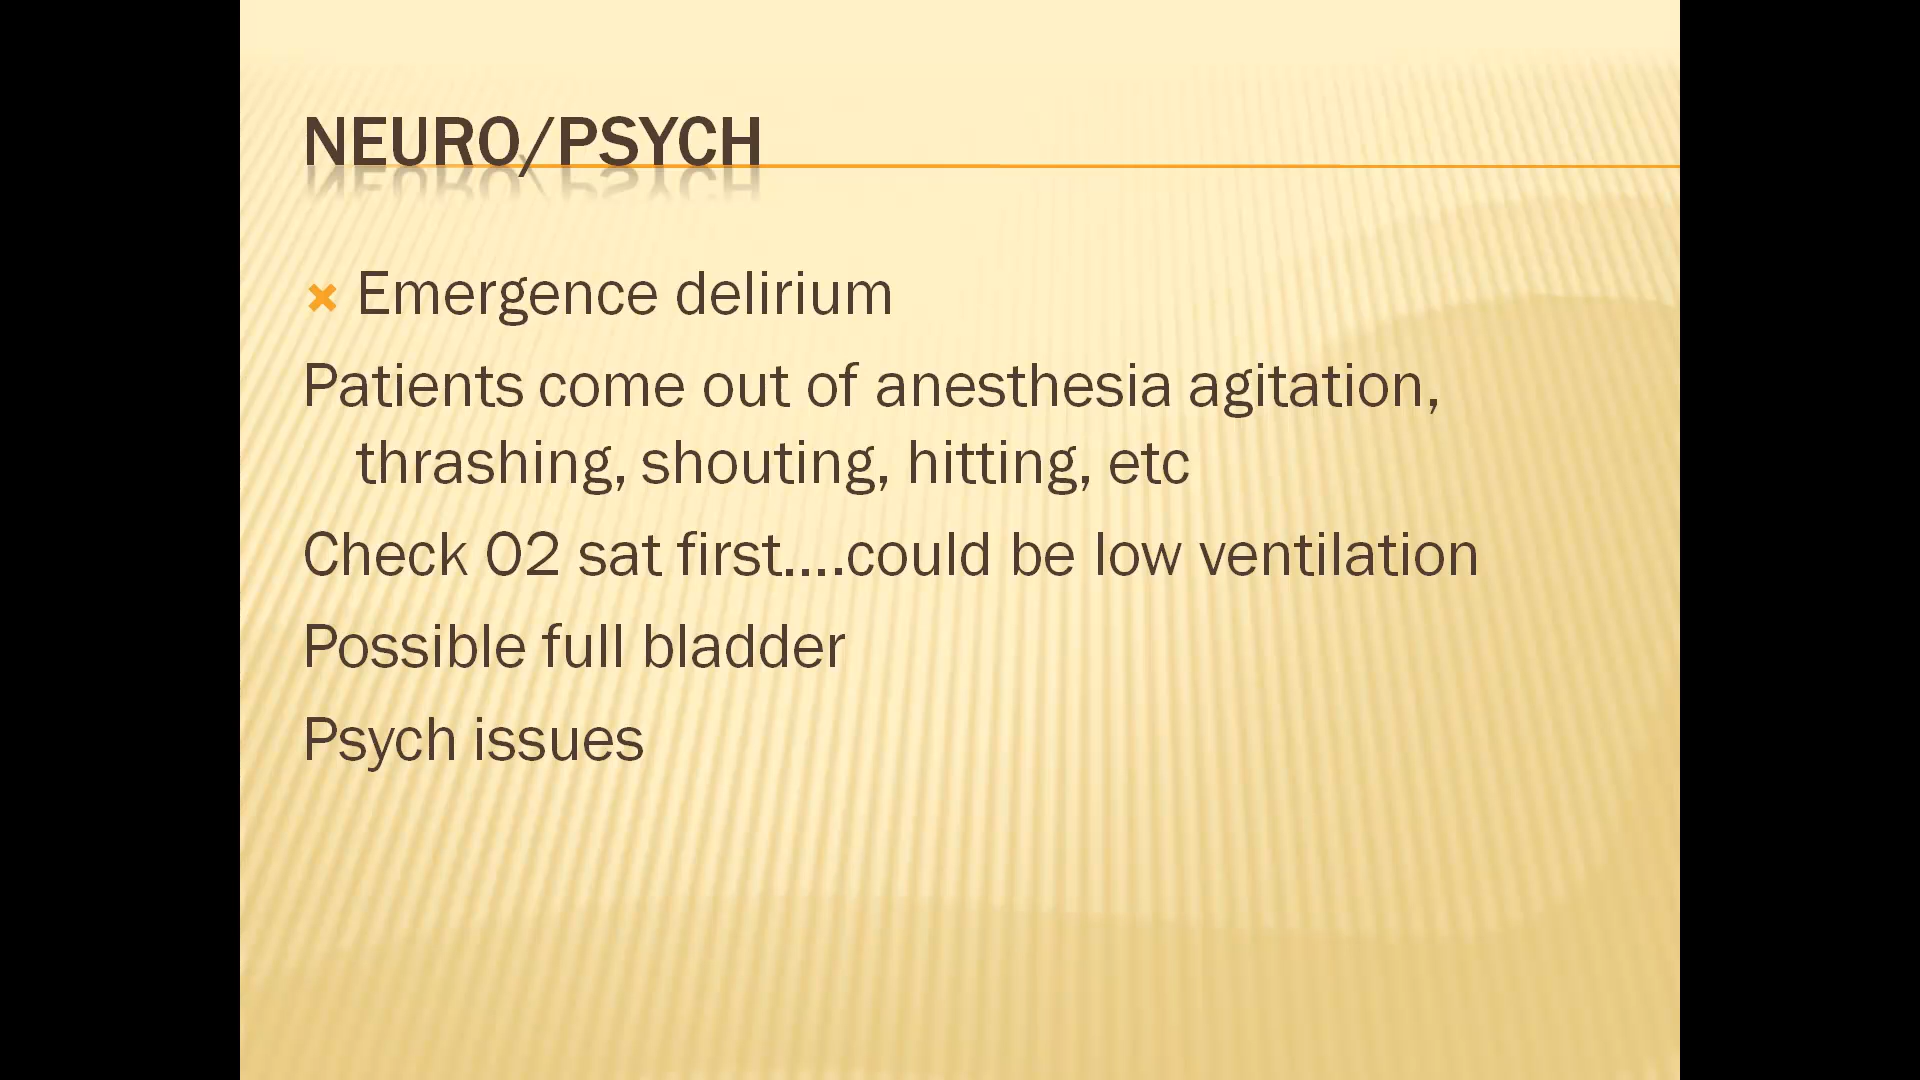 NEURO/PSYCH
Emergence delirium
Patients come out of anesthesia agitation,
thrashing, shouting, hitting, etc
Check 02 sat first....could be low ventilation
Possible full bladder
Psych issues